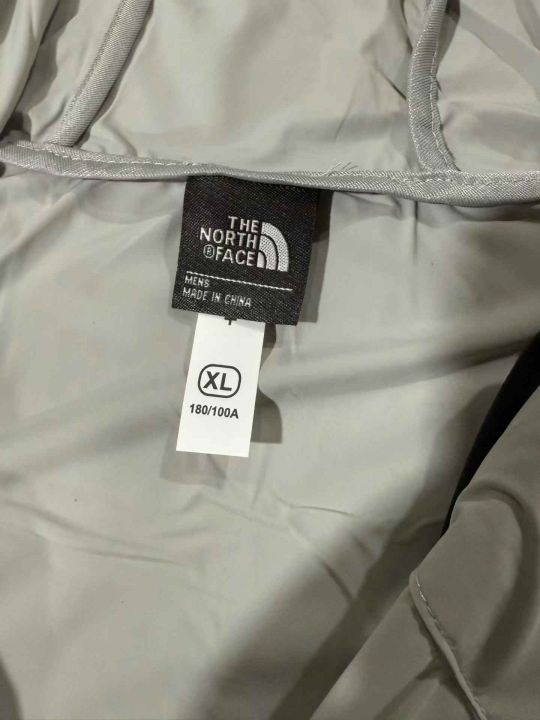 THE
NORTH
®FACE
MENS
MADE IN CHINA
XL
180/100A